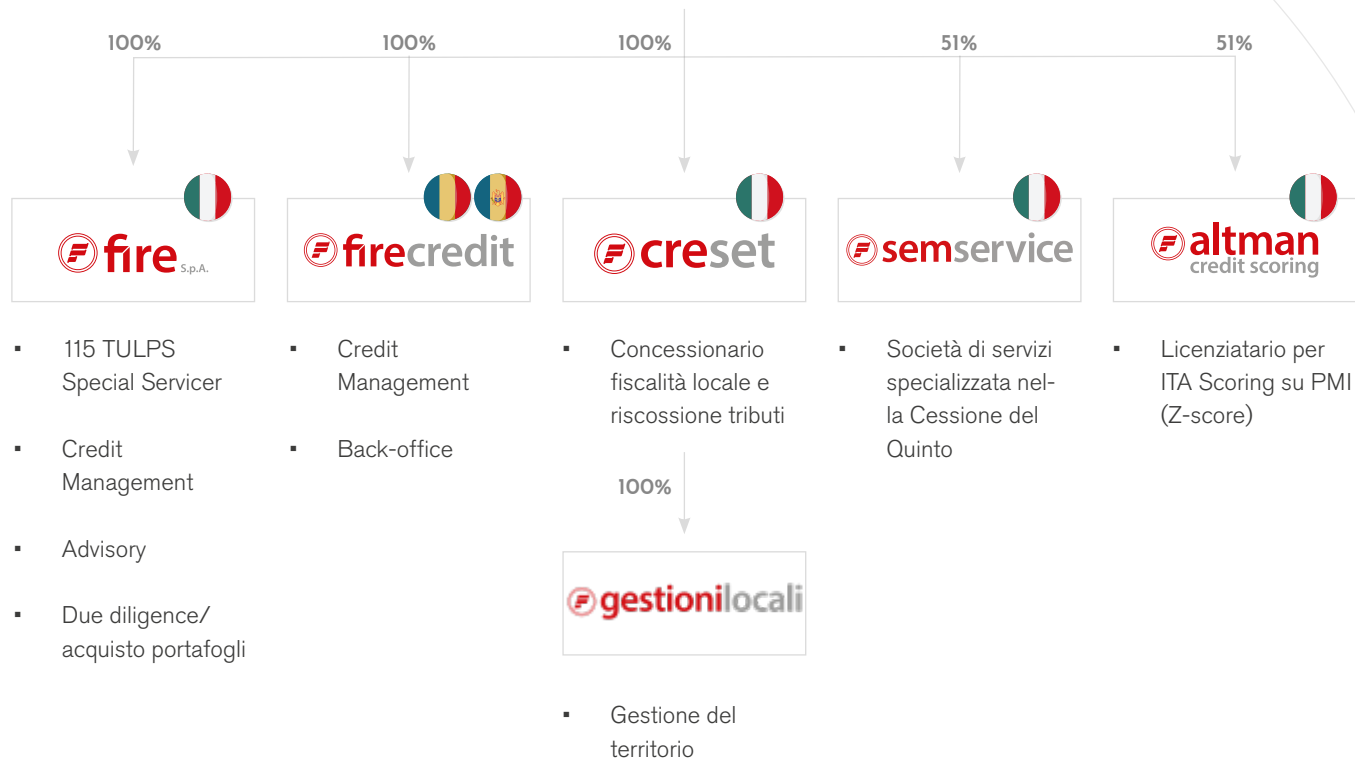 100%
100%
100%
51%
51%
fire S.p.A.
firecredit
creset
semservice
altman
credit scoring
115 TULPS
Special Servicer
Credit
Management
Advisory
Due diligence/
acquisto portafogli
Credit
Management
Back-office
Concessionario
fiscalità locale e
riscossione tributi
100%
gestionilocali
Gestione del
territorio
Società di servizi
specializzata nel-
la Cessione del
Quinto
Licenziatario per
ITA Scoring su PMI
(Z-score)